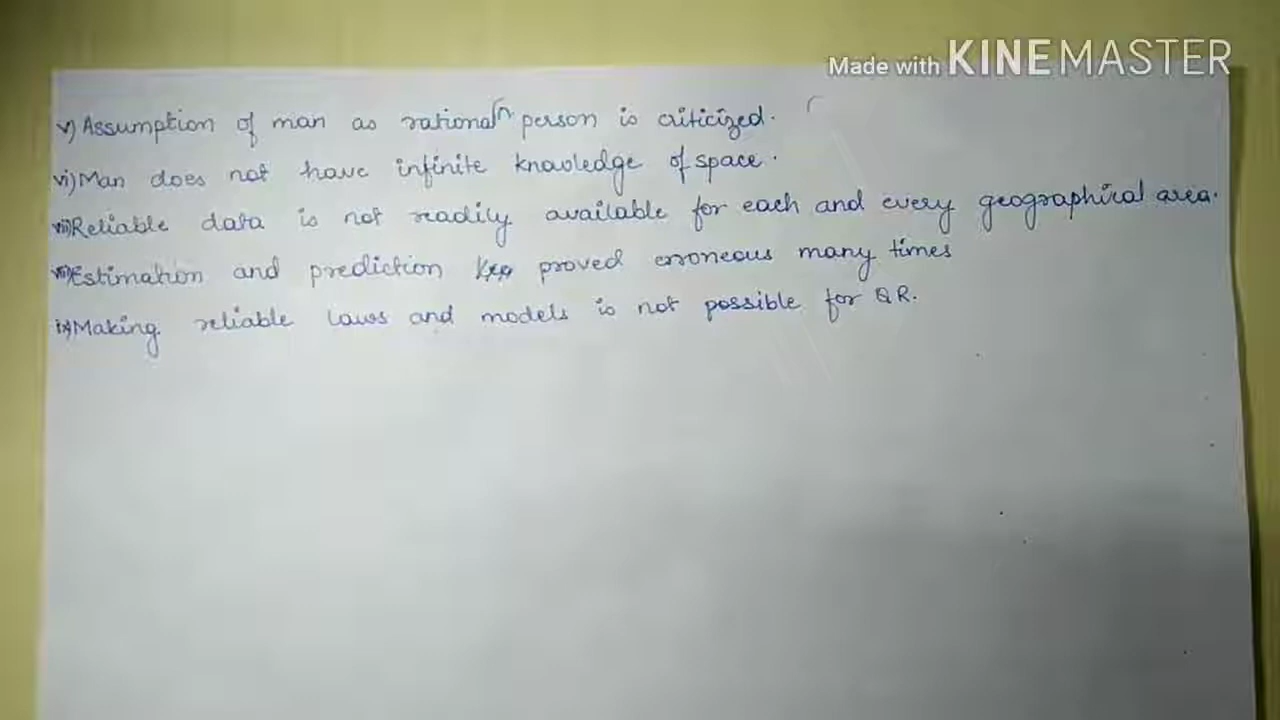 Made with KINEMASTER
v) Assumption of man as rational person is criticized.
vi) Man does not have infinite knowledge of space.
vii) Reliable data is not readily available for each and every geographical area.
viii) Estimation and prediction proved erroneous many times
ix) Making reliable laws and models is not possible for QR.